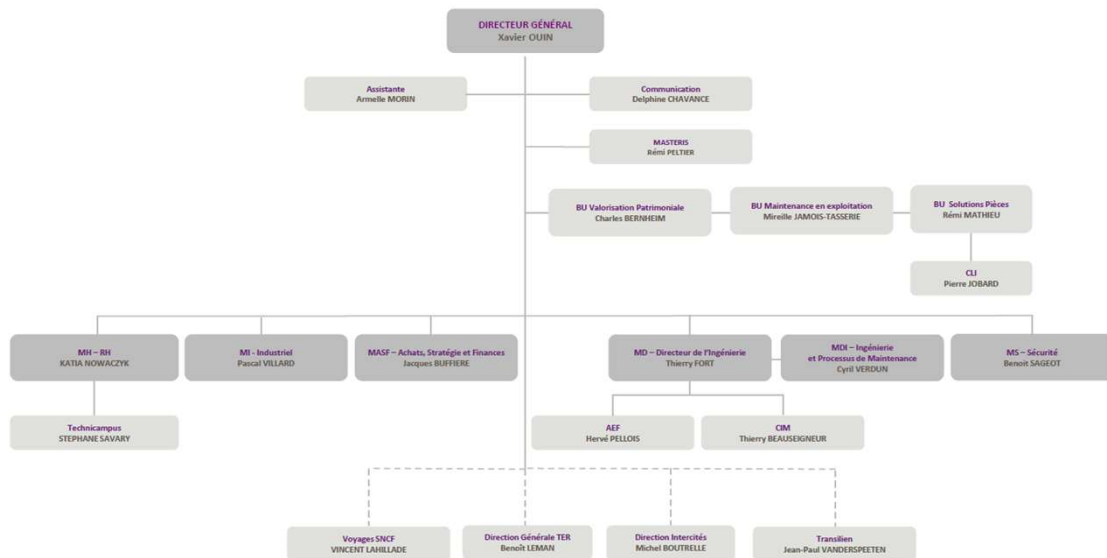 DIRECTEUR GÉNÉRAL
Xavier OUIN
Assistante
Armelle MORIN
Communication
Delphine CHAVANCE
MASTERIS
Rémi PELTIER
BU Valorisation Patrimoniale
Charles BERNHEIM
BU Maintenance en exploitation
Mireille JAMOIS-TASSERIE
BU Solutions Pièces
Rémi MATHIEU
CLI
Pierre JOBARD
MH – RH
KATIA NOWACZYK
MI - Industriel
Pascal VILLARD
MASF – Achats, Stratégie et Finances
Jacques BUFFIERE
MD – Directeur de l'Ingénierie
Thierry FORT
MDI – Ingénierie
et Processus de Maintenance
Cyril VERDUN
MS – Sécurité
Benoit SAGEOT
Technicampus
STEPHANE SAVARY
AEF
Hervé PELLOIS
CIM
Thierry BEAUSEIGNEUR
Voyages SNCF
VINCENT LAHILLADE
Direction Générale TER
Benoît LEMAN
Direction Intercités
Michel BOUTRELLE
Transilien
Jean-Paul VANDERSPEETEN